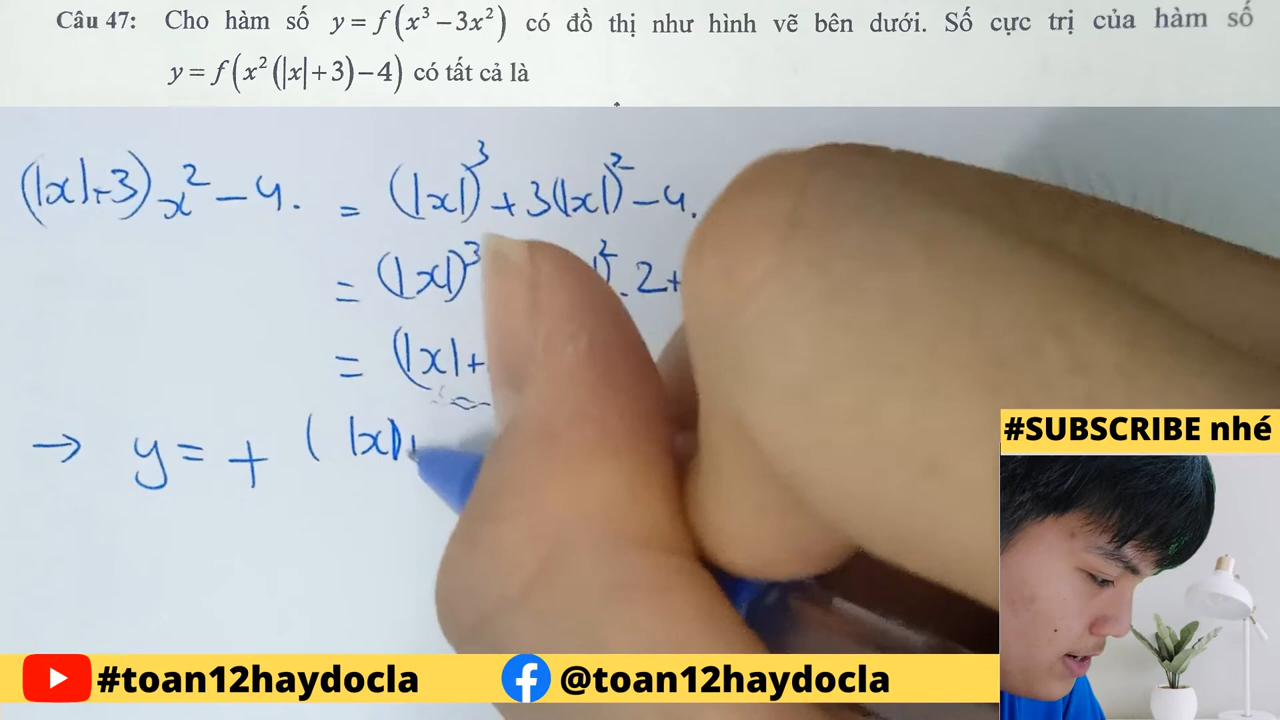 Câu 47: Cho hàm số y = f(x³ − 3x²) có đồ thị như hình vẽ bên dưới. Số cực trị của hàm số
y = f(x²(|x| + 3) − 4) có tất cả là
(|x|+3)x² − 4. = (|x|)³ + 3(|x|)² − 4.
= (|x|)³ )². 2+
= (|x|+
→ y = f ( |x|+
#SUBSCRIBE nhé
#toan12haydocla
@toan12haydocla